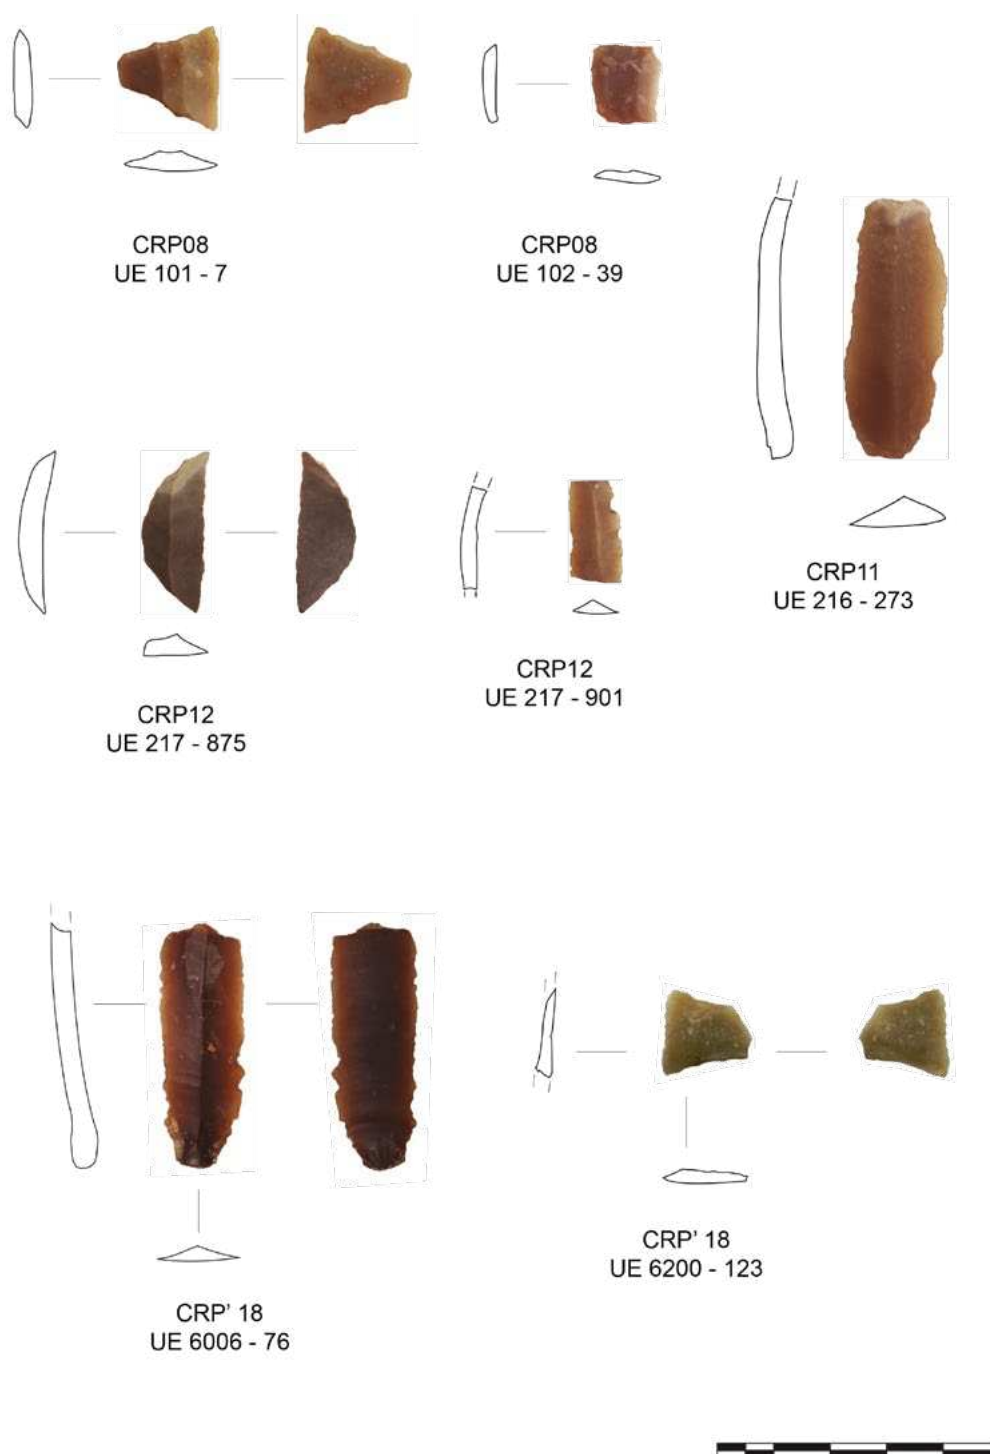 CRP08
UE 101 - 7
CRP08
UE 102 - 39
CRP11
UE 216 - 273
CRP12
UE 217 - 901
CRP12
UE 217 - 875
CRP' 18
UE 6200 - 123
CRP' 18
UE 6006 - 76